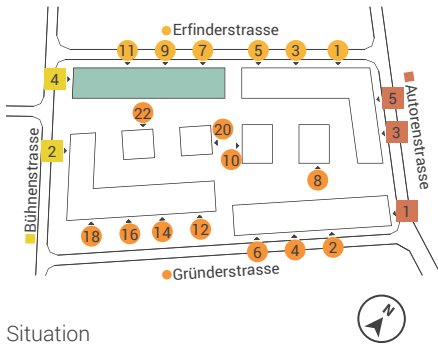 Erfinderstrasse
11 9 7 5 3 1
4
5
22
20
3
2
10
Autorenstrasse
8
Bühnenstrasse
1
18 16 14 12
6 4 2
Gründerstrasse
N
Situation